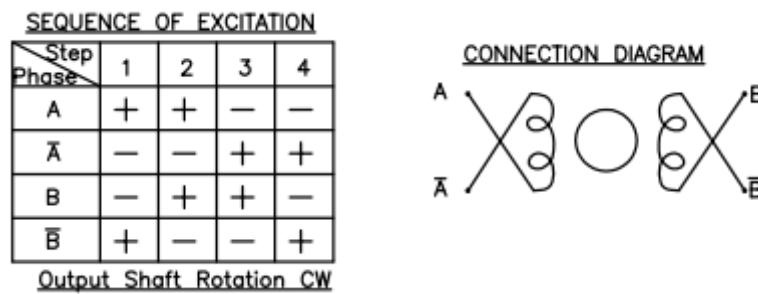 SEQUENCE OF EXCITATION
Step
Phase 1 2 3 4
A + + − −
A̅ − − + +
B − + + −
B̅ + − − +
Output Shaft Rotation CW
CONNECTION DIAGRAM
A B
A̅ B̅